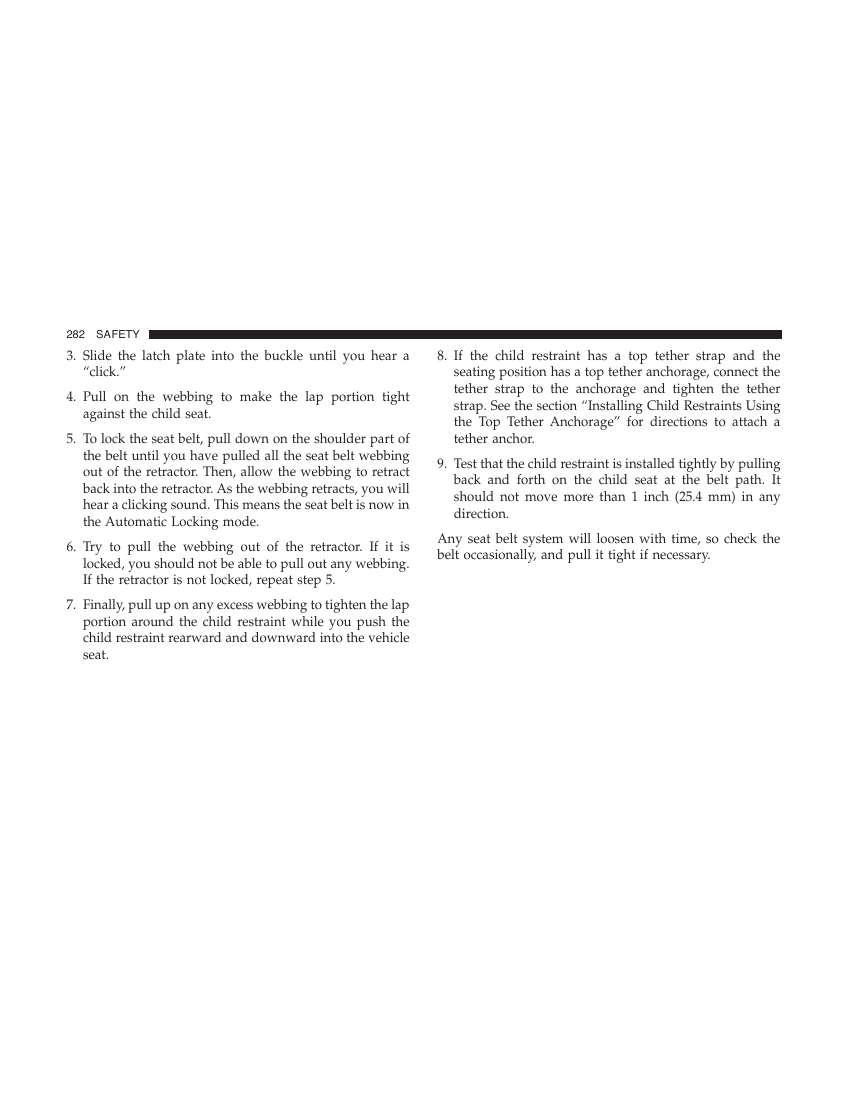 282 SAFETY
3. Slide the latch plate into the buckle until you hear a
“click.”
4. Pull on the webbing to make the lap portion tight
against the child seat.
5. To lock the seat belt, pull down on the shoulder part of
the belt until you have pulled all the seat belt webbing
out of the retractor. Then, allow the webbing to retract
back into the retractor. As the webbing retracts, you will
hear a clicking sound. This means the seat belt is now in
the Automatic Locking mode.
6. Try to pull the webbing out of the retractor. If it is
locked, you should not be able to pull out any webbing.
If the retractor is not locked, repeat step 5.
7. Finally, pull up on any excess webbing to tighten the lap
portion around the child restraint while you push the
child restraint rearward and downward into the vehicle
seat.
8. If the child restraint has a top tether strap and the
seating position has a top tether anchorage, connect the
tether strap to the anchorage and tighten the tether
strap. See the section “Installing Child Restraints Using
the Top Tether Anchorage” for directions to attach a
tether anchor.
9. Test that the child restraint is installed tightly by pulling
back and forth on the child seat at the belt path. It
should not move more than 1 inch (25.4 mm) in any
direction.
Any seat belt system will loosen with time, so check the
belt occasionally, and pull it tight if necessary.